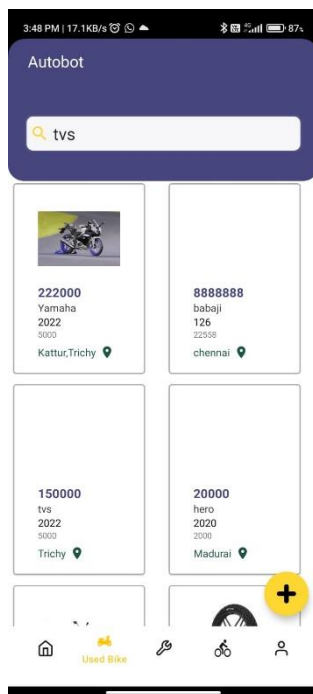 3:48 PM | 17.1KB/s
4G
87%
Autobot
tvs
222000
Yamaha
2022
5000
Kattur,Trichy
8888888
babaji
126
22558
chennai
150000
tvs
2022
5000
Trichy
20000
hero
2020
2000
Madurai
+
Used Bike